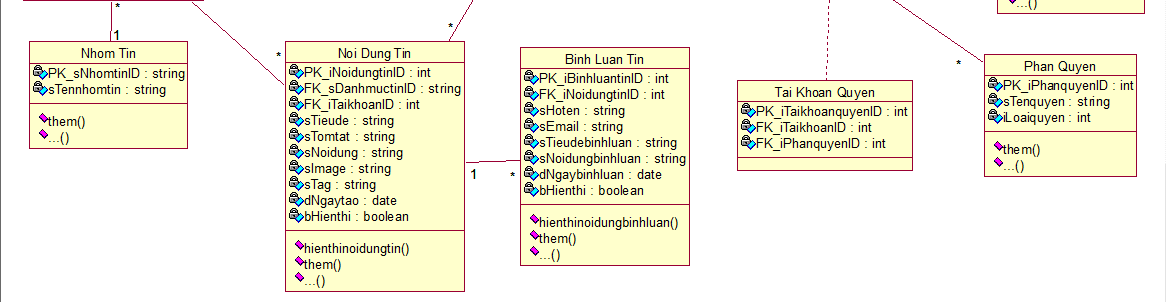 ...()
*
1
*
*
*
Nhom Tin
PK_sNhomtinID : string
sTennhomtin : string
them()
...()
Noi Dung Tin
PK_iNoidungtinID : int
FK_sDanhmuctinID : string
FK_iTaikhoanID : int
sTieude : string
sTomtat : string
sNoidung : string
sImage : string
sTag : string
dNgaytao : date
bHienthi : boolean
hienthinoidungtin()
them()
...()
1
*
Binh Luan Tin
PK_iBinhluantinID : int
FK_iNoidungtinID : int
sHoten : string
sEmail : string
sTieudebinhluan : string
sNoidungbinhluan : string
dNgaybinhluan : date
bHienthi : boolean
hienthinoidungbinhluan()
them()
...()
Tai Khoan Quyen
PK_iTaikhoanquyenID : int
FK_iTaikhoanID : int
FK_iPhanquyenID : int
Phan Quyen
PK_iPhanquyenID : int
sTenquyen : string
iLoaiquyen : int
them()
...()